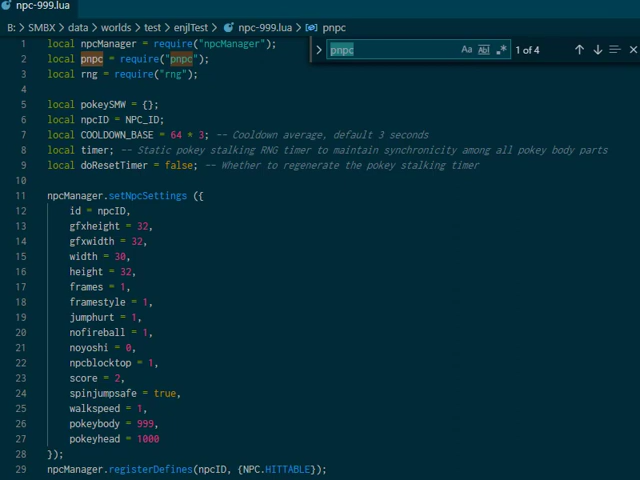 npc-999.lua
B: > SMBX > data > worlds > test > enjlTest > npc-999.lua > pnpc
pnpc
Aa Abl .* 1 of 4
1 local npcManager = require("npcManager");
2 local pnpc = require("pnpc");
3 local rng = require("rng");
4
5 local pokeySMW = {};
6 local npcID = NPC_ID;
7 local COOLDOWN_BASE = 64 * 3; -- Cooldown average, default 3 seconds
8 local timer; -- Static pokey stalking RNG timer to maintain synchronicity among all pokey body parts
9 local doResetTimer = false; -- Whether to regenerate the pokey stalking timer
10
11 npcManager.setNpcSettings ({
12 id = npcID,
13 gfxheight = 32,
14 gfxwidth = 32,
15 width = 30,
16 height = 32,
17 frames = 1,
18 framestyle = 1,
19 jumphurt = 1,
20 nofireball = 1,
21 noyoshi = 0,
22 npcblocktop = 1,
23 score = 2,
24 spinjumpsafe = true,
25 walkspeed = 1,
26 pokeybody = 999,
27 pokeyhead = 1000
28 });
29 npcManager.registerDefines(npcID, {NPC.HITTABLE});